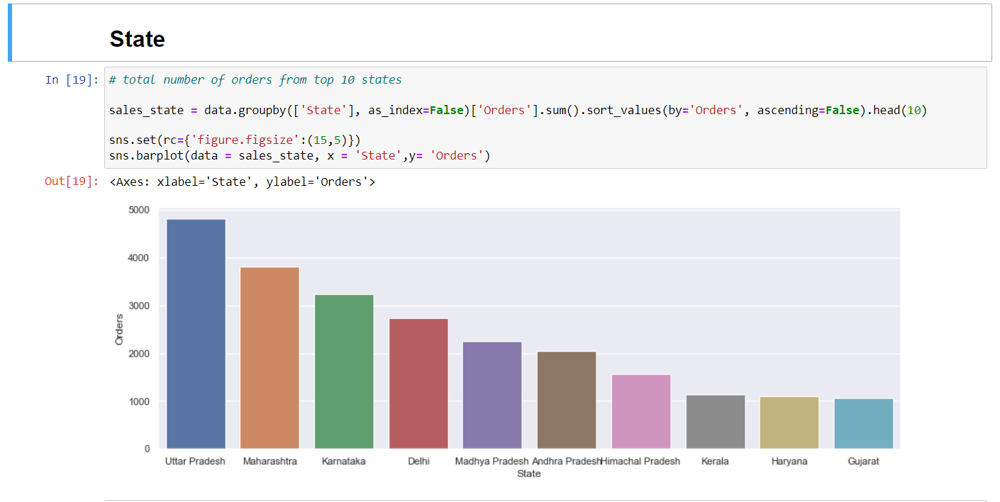 State
In [19]: # total number of orders from top 10 states
sales_state = data.groupby(['State'], as_index=False)['Orders'].sum().sort_values(by='Orders', ascending=False).head(10)
sns.set(rc={'figure.figsize':(15,5)})
sns.barplot(data = sales_state, x = 'State',y= 'Orders')
Out[19]: <Axes: xlabel='State', ylabel='Orders'>
5000
4000
3000
2000
1000
0
Orders
Uttar Pradesh Maharashtra Karnataka Delhi Madhya Pradesh Andhra Pradesh Himachal Pradesh Kerala Haryana Gujarat
State